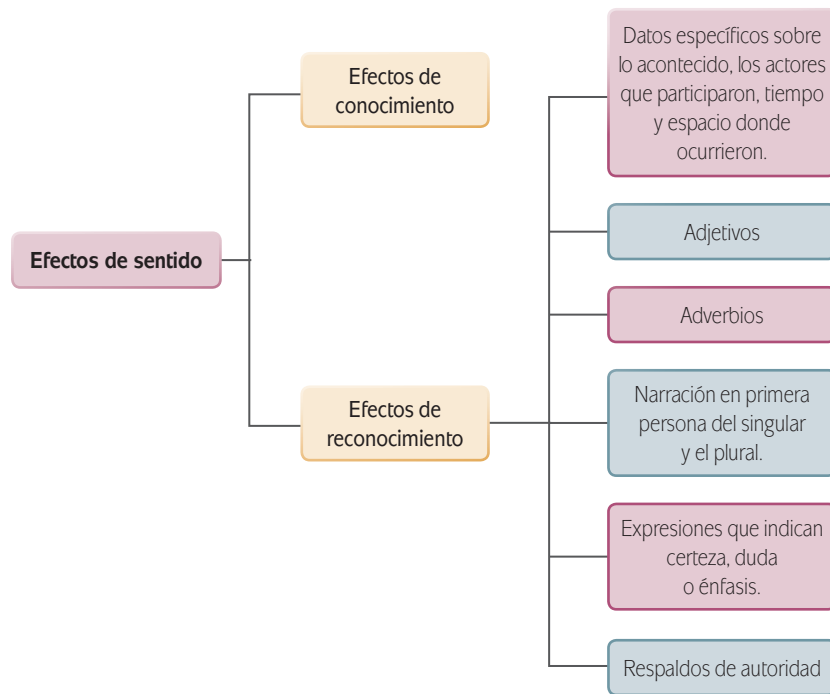 Efectos de sentido
Efectos de
conocimiento
Efectos de
reconocimiento
Datos específicos sobre
lo acontecido, los actores
que participaron, tiempo
y espacio donde
ocurrieron.
Adjetivos
Adverbios
Narración en primera
persona del singular
y el plural.
Expresiones que indican
certeza, duda
o énfasis.
Respaldos de autoridad